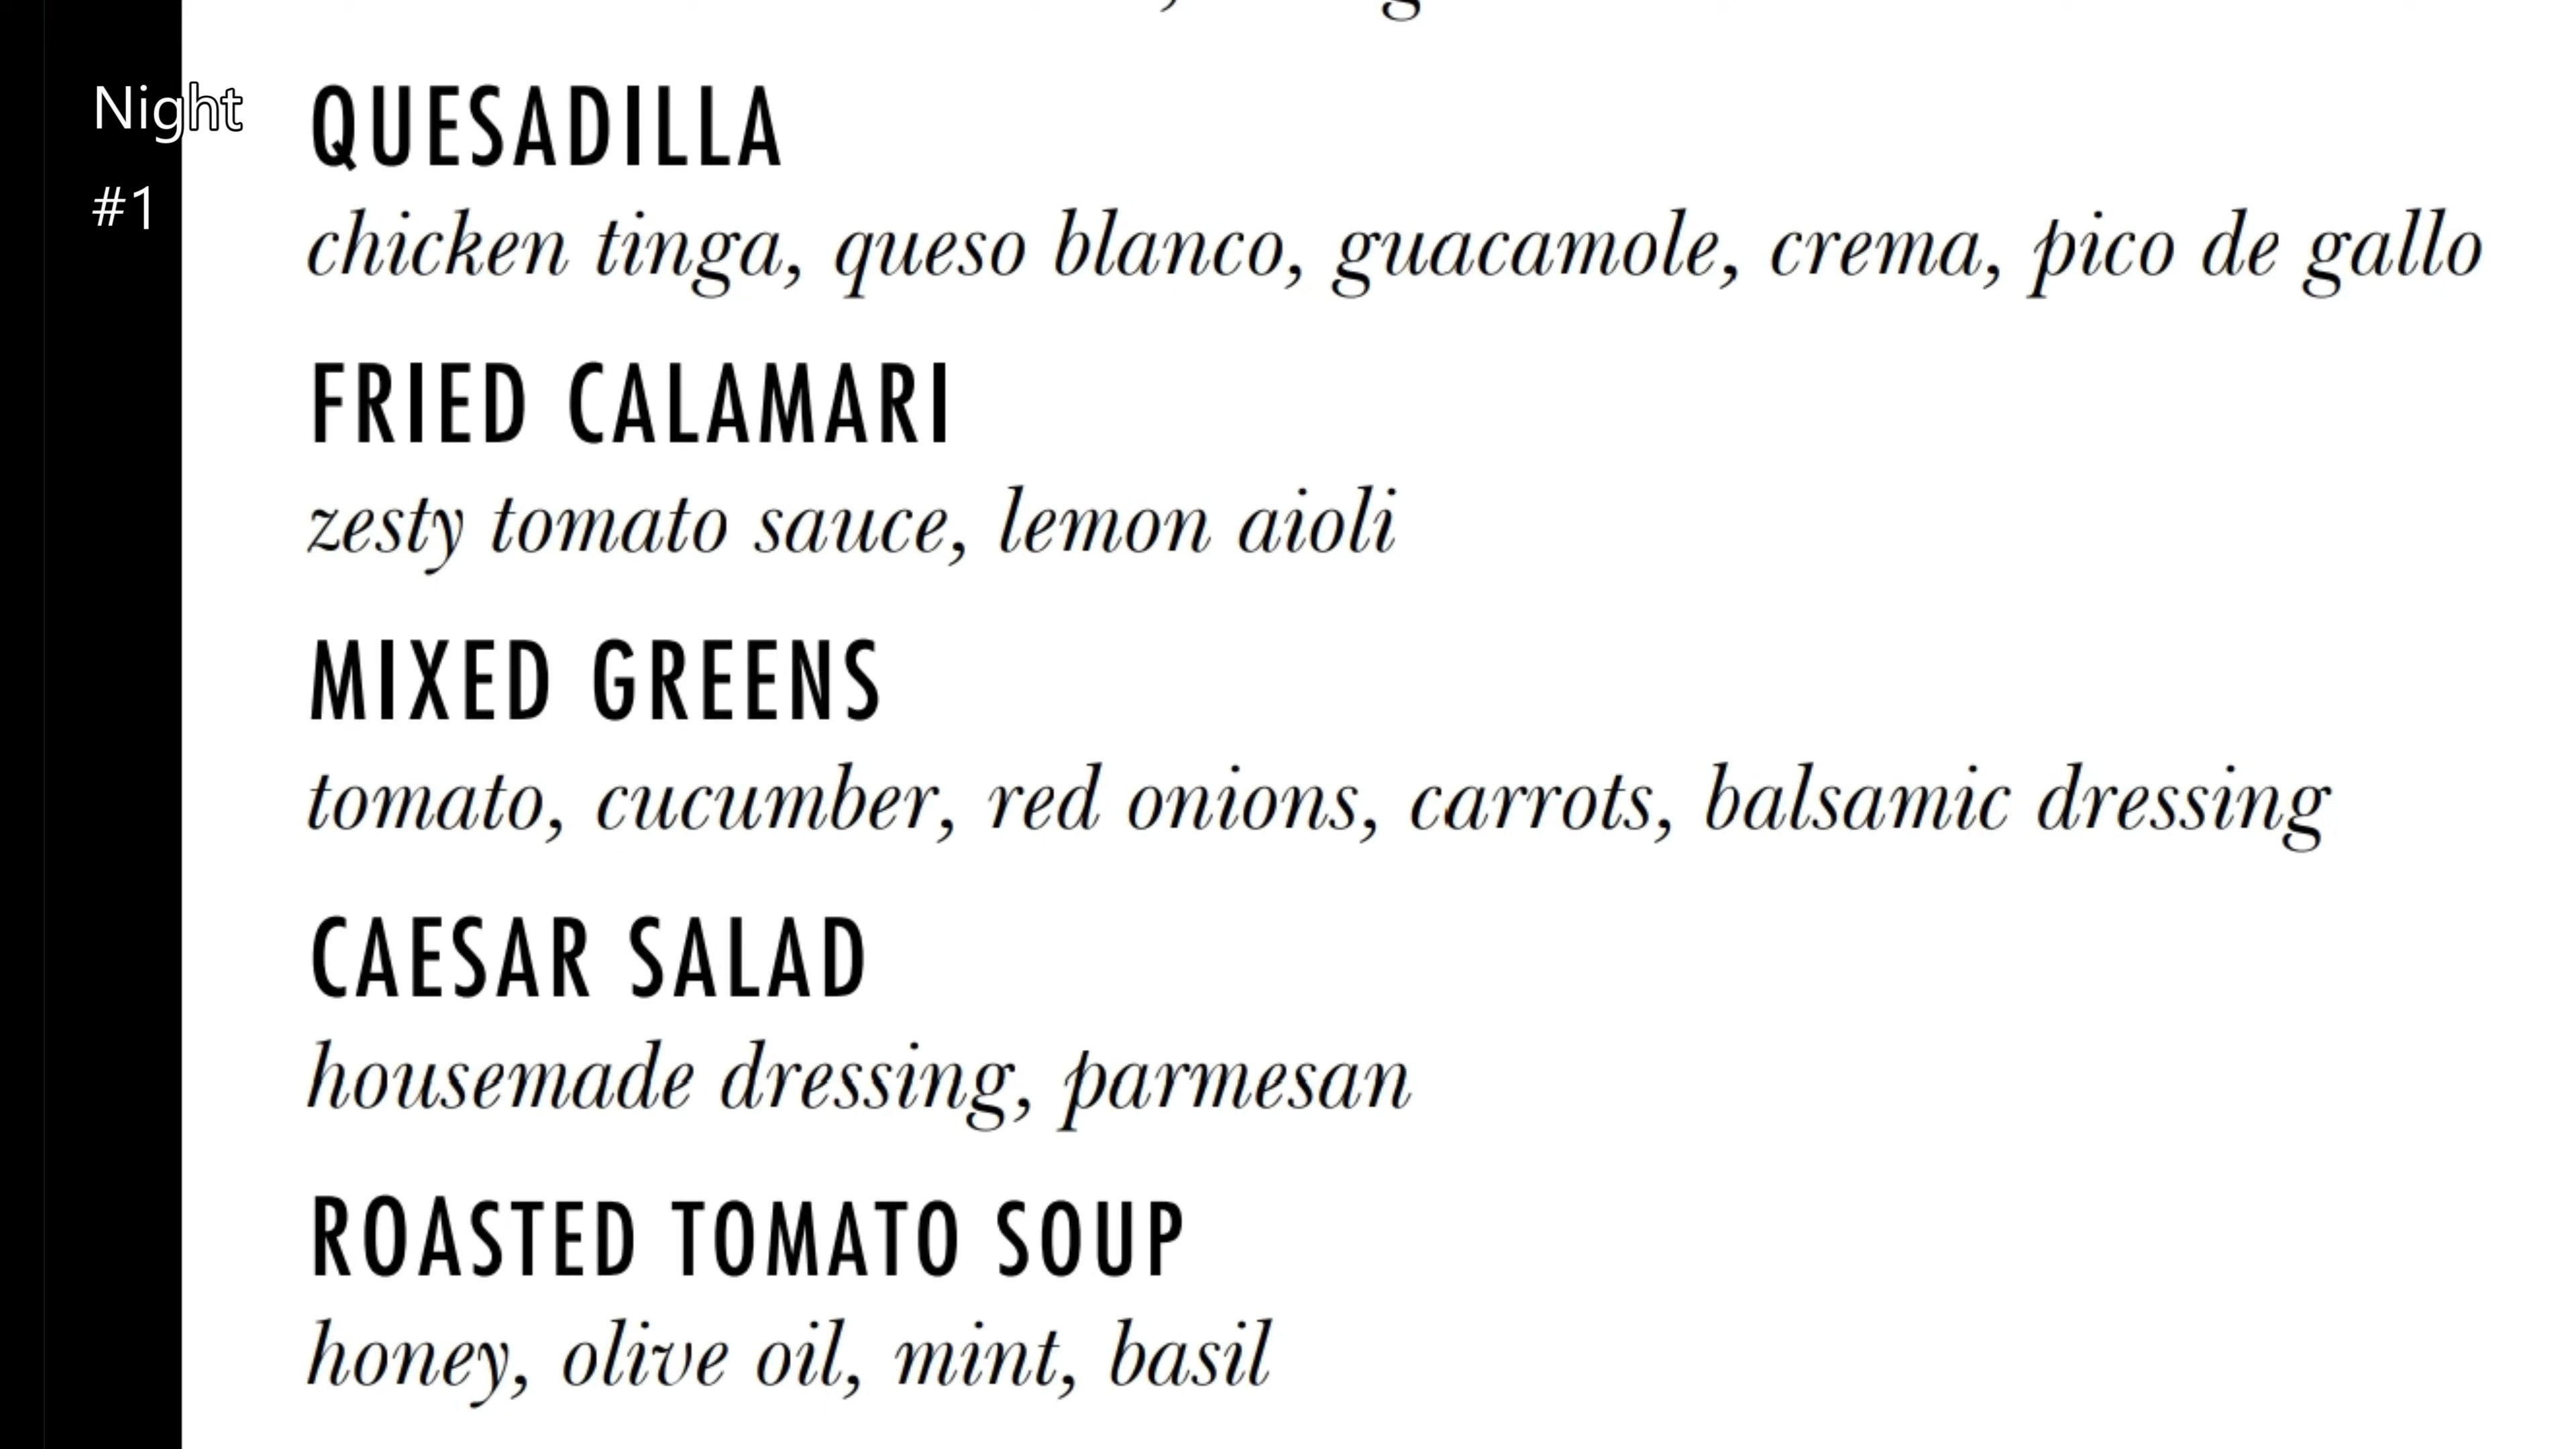 Night
#1
QUESADILLA
chicken tinga, queso blanco, guacamole, crema, pico de gallo
FRIED CALAMARI
zesty tomato sauce, lemon aioli
MIXED GREENS
tomato, cucumber, red onions, carrots, balsamic dressing
CAESAR SALAD
housemade dressing, parmesan
ROASTED TOMATO SOUP
honey, olive oil, mint, basil